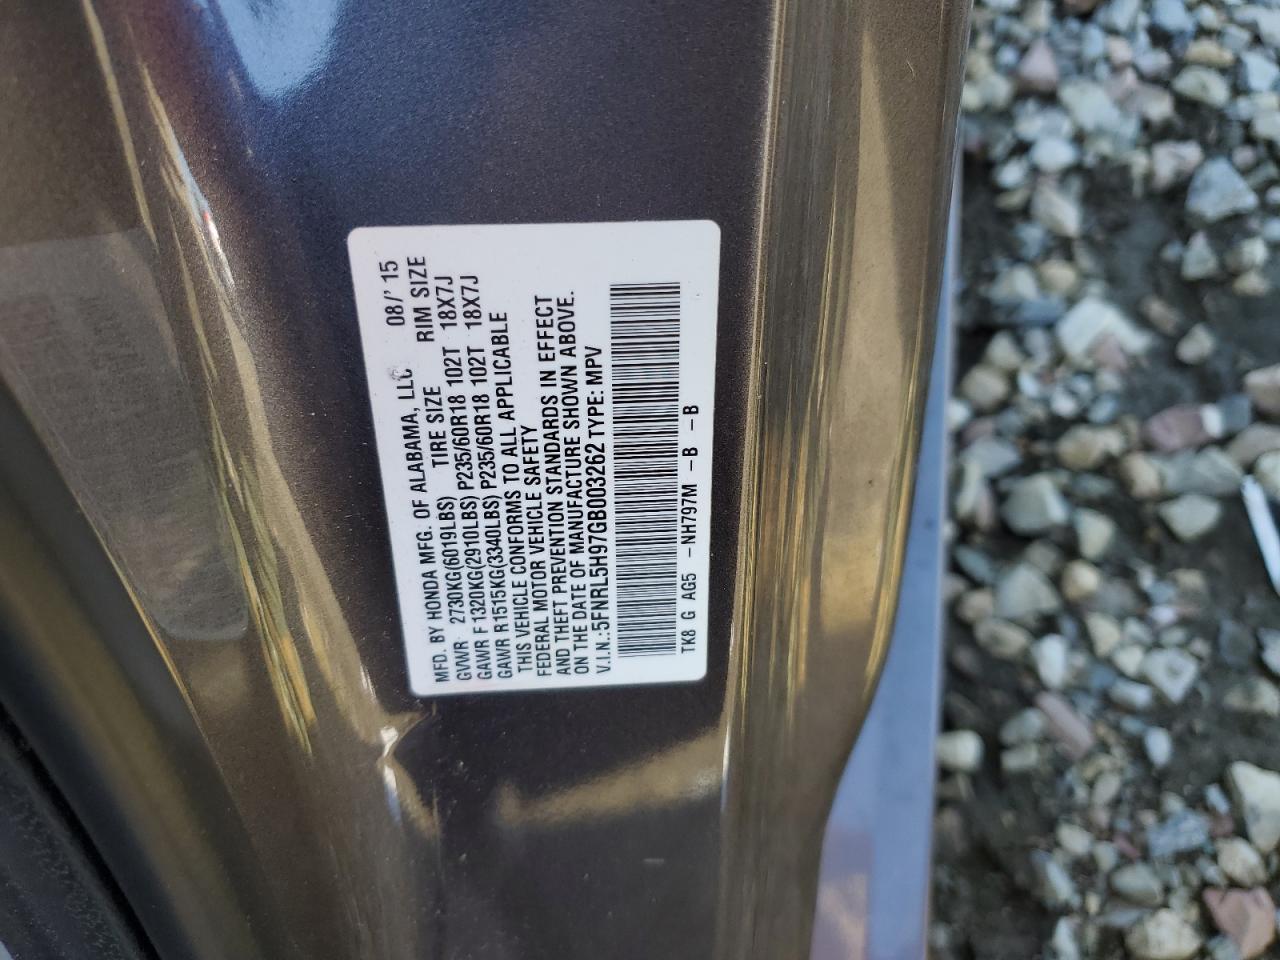 MFD. BY HONDA MFG. OF ALABAMA, LLC 08/' 15
GVWR 2730KG(6019LBS) TIRE SIZE RIM SIZE
GAWR F 1320KG(2910LBS) P235/60R18 102T 18X7J
GAWR R 1515KG(3340LBS) P235/60R18 102T 18X7J
THIS VEHICLE CONFORMS TO ALL APPLICABLE
FEDERAL MOTOR VEHICLE SAFETY
AND THEFT PREVENTION STANDARDS IN EFFECT
ON THE DATE OF MANUFACTURE SHOWN ABOVE.
V.I.N.:5FNRL5H97GB003262 TYPE: MPV
TK8 G AG5 -NH797M -B -B